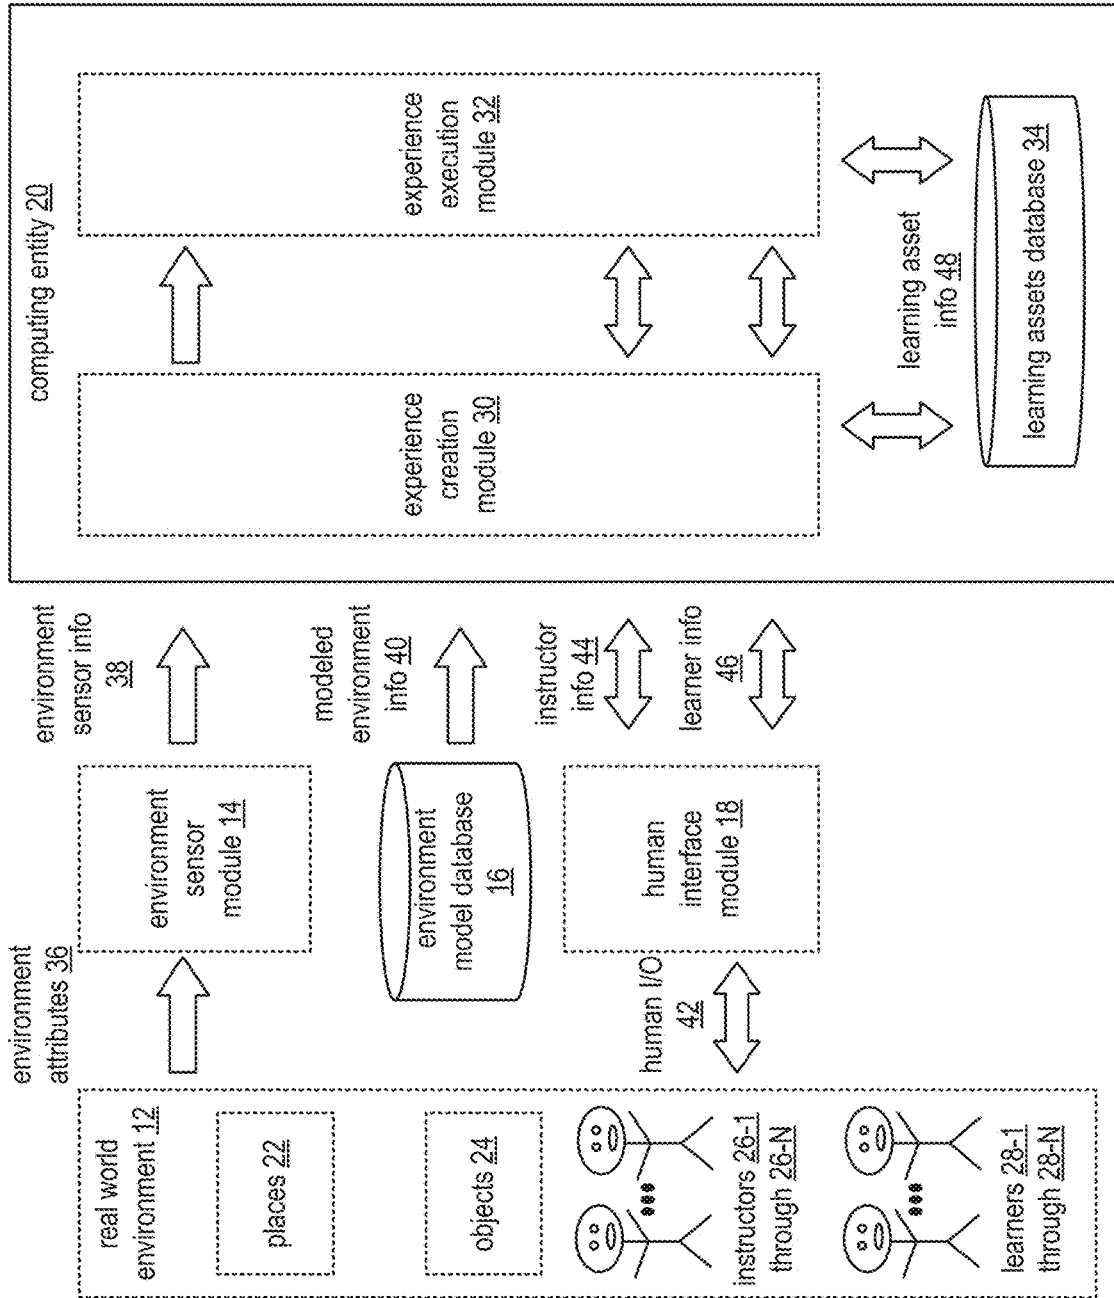 real world
environment 12
places 22
objects 24
instructors 26-1
through 26-N
learners 28-1
through 28-N
environment
attributes 36
human I/O
42
environment
sensor
module 14
environment
model database
16
human
interface
module 18
environment
sensor info
38
modeled
environment
info 40
instructor
info 44
learner info
46
computing entity 20
experience
creation
module 30
experience
execution
module 32
learning asset
info 48
learning assets database 34